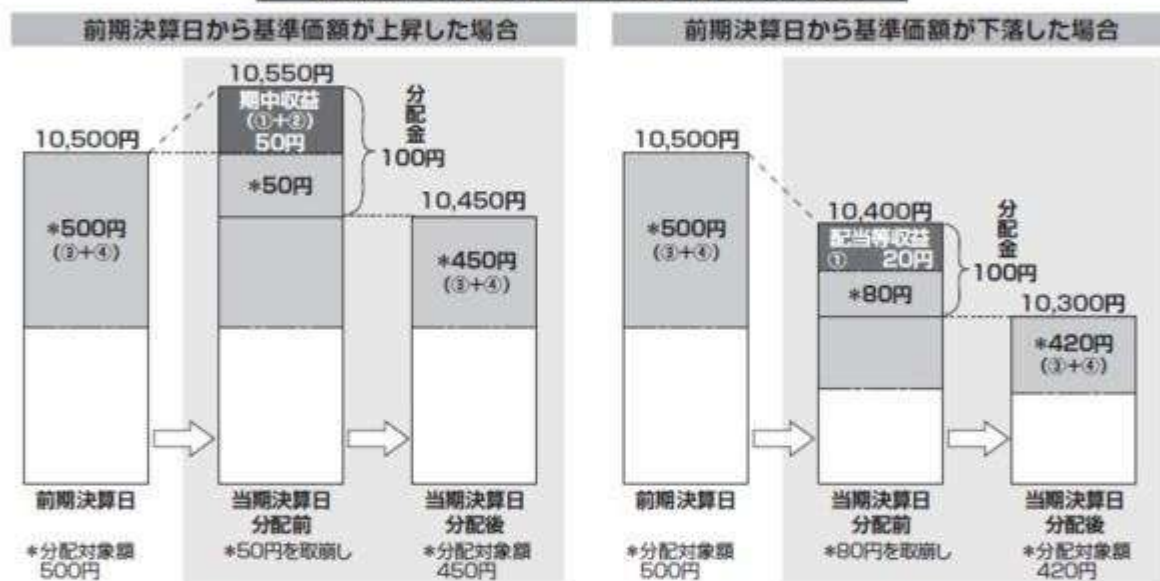 前期決算日から基準価額が上昇した場合
10,550円
期中収益
(①+②)
50円
分配金
100円
10,500円
*50円
10,450円
*500円
(③+④)
*450円
(③+④)
前期決算日
当期決算日
分配前
当期決算日
分配後
*分配対象額
500円
*50円を取崩し
*分配対象額
450円
前期決算日から基準価額が下落した場合
10,500円
10,400円
配当等収益
① 20円
分配金
100円
*500円
(③+④)
*80円
10,300円
*420円
(③+④)
前期決算日
当期決算日
分配前
当期決算日
分配後
*分配対象額
500円
*80円を取崩し
*分配対象額
420円